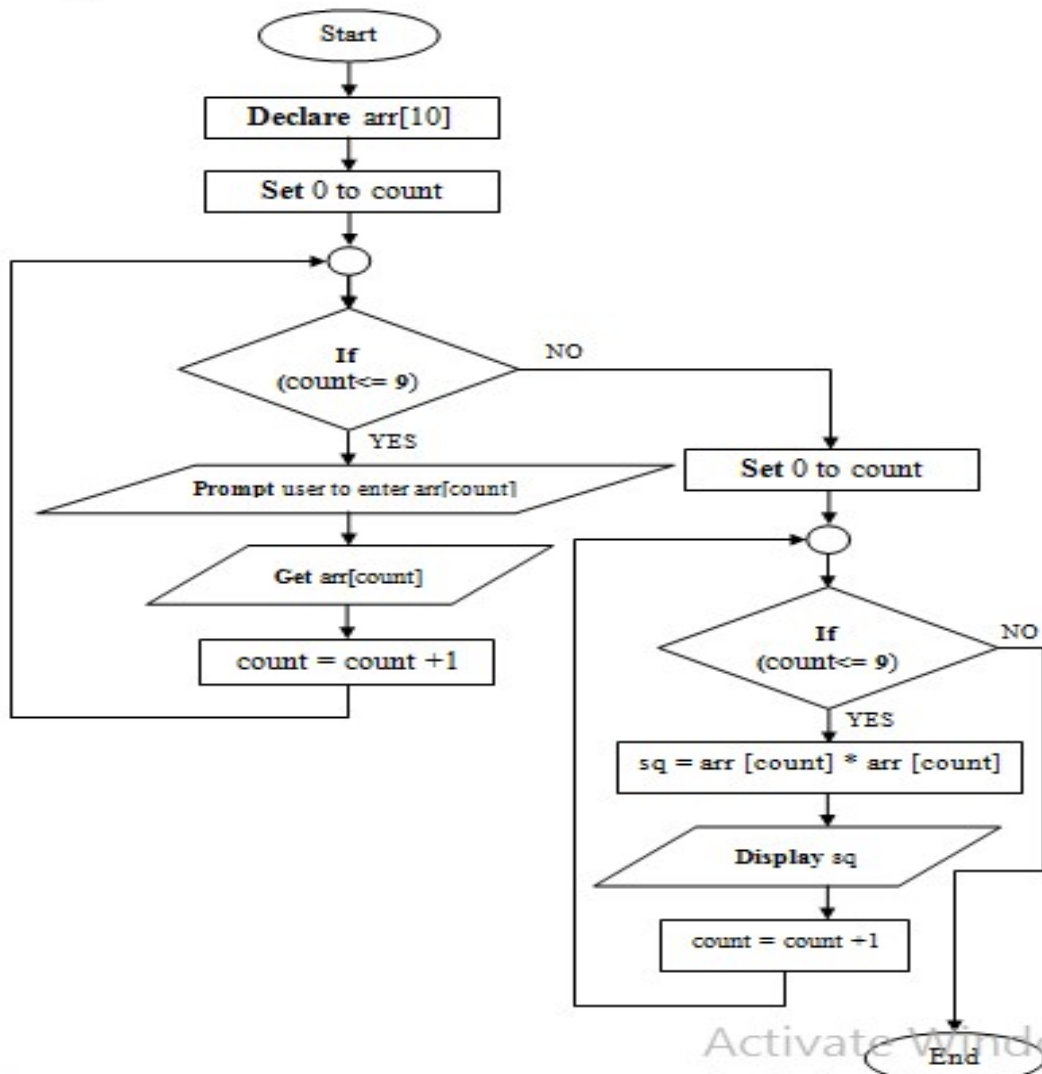 Start
Declare arr[10]
Set 0 to count
If
(count<= 9)
NO
YES
Prompt user to enter arr[count]
Get arr[count]
count = count +1
Set 0 to count
If
(count<= 9)
NO
YES
sq = arr [count] * arr [count]
Display sq
count = count +1
End
Activate